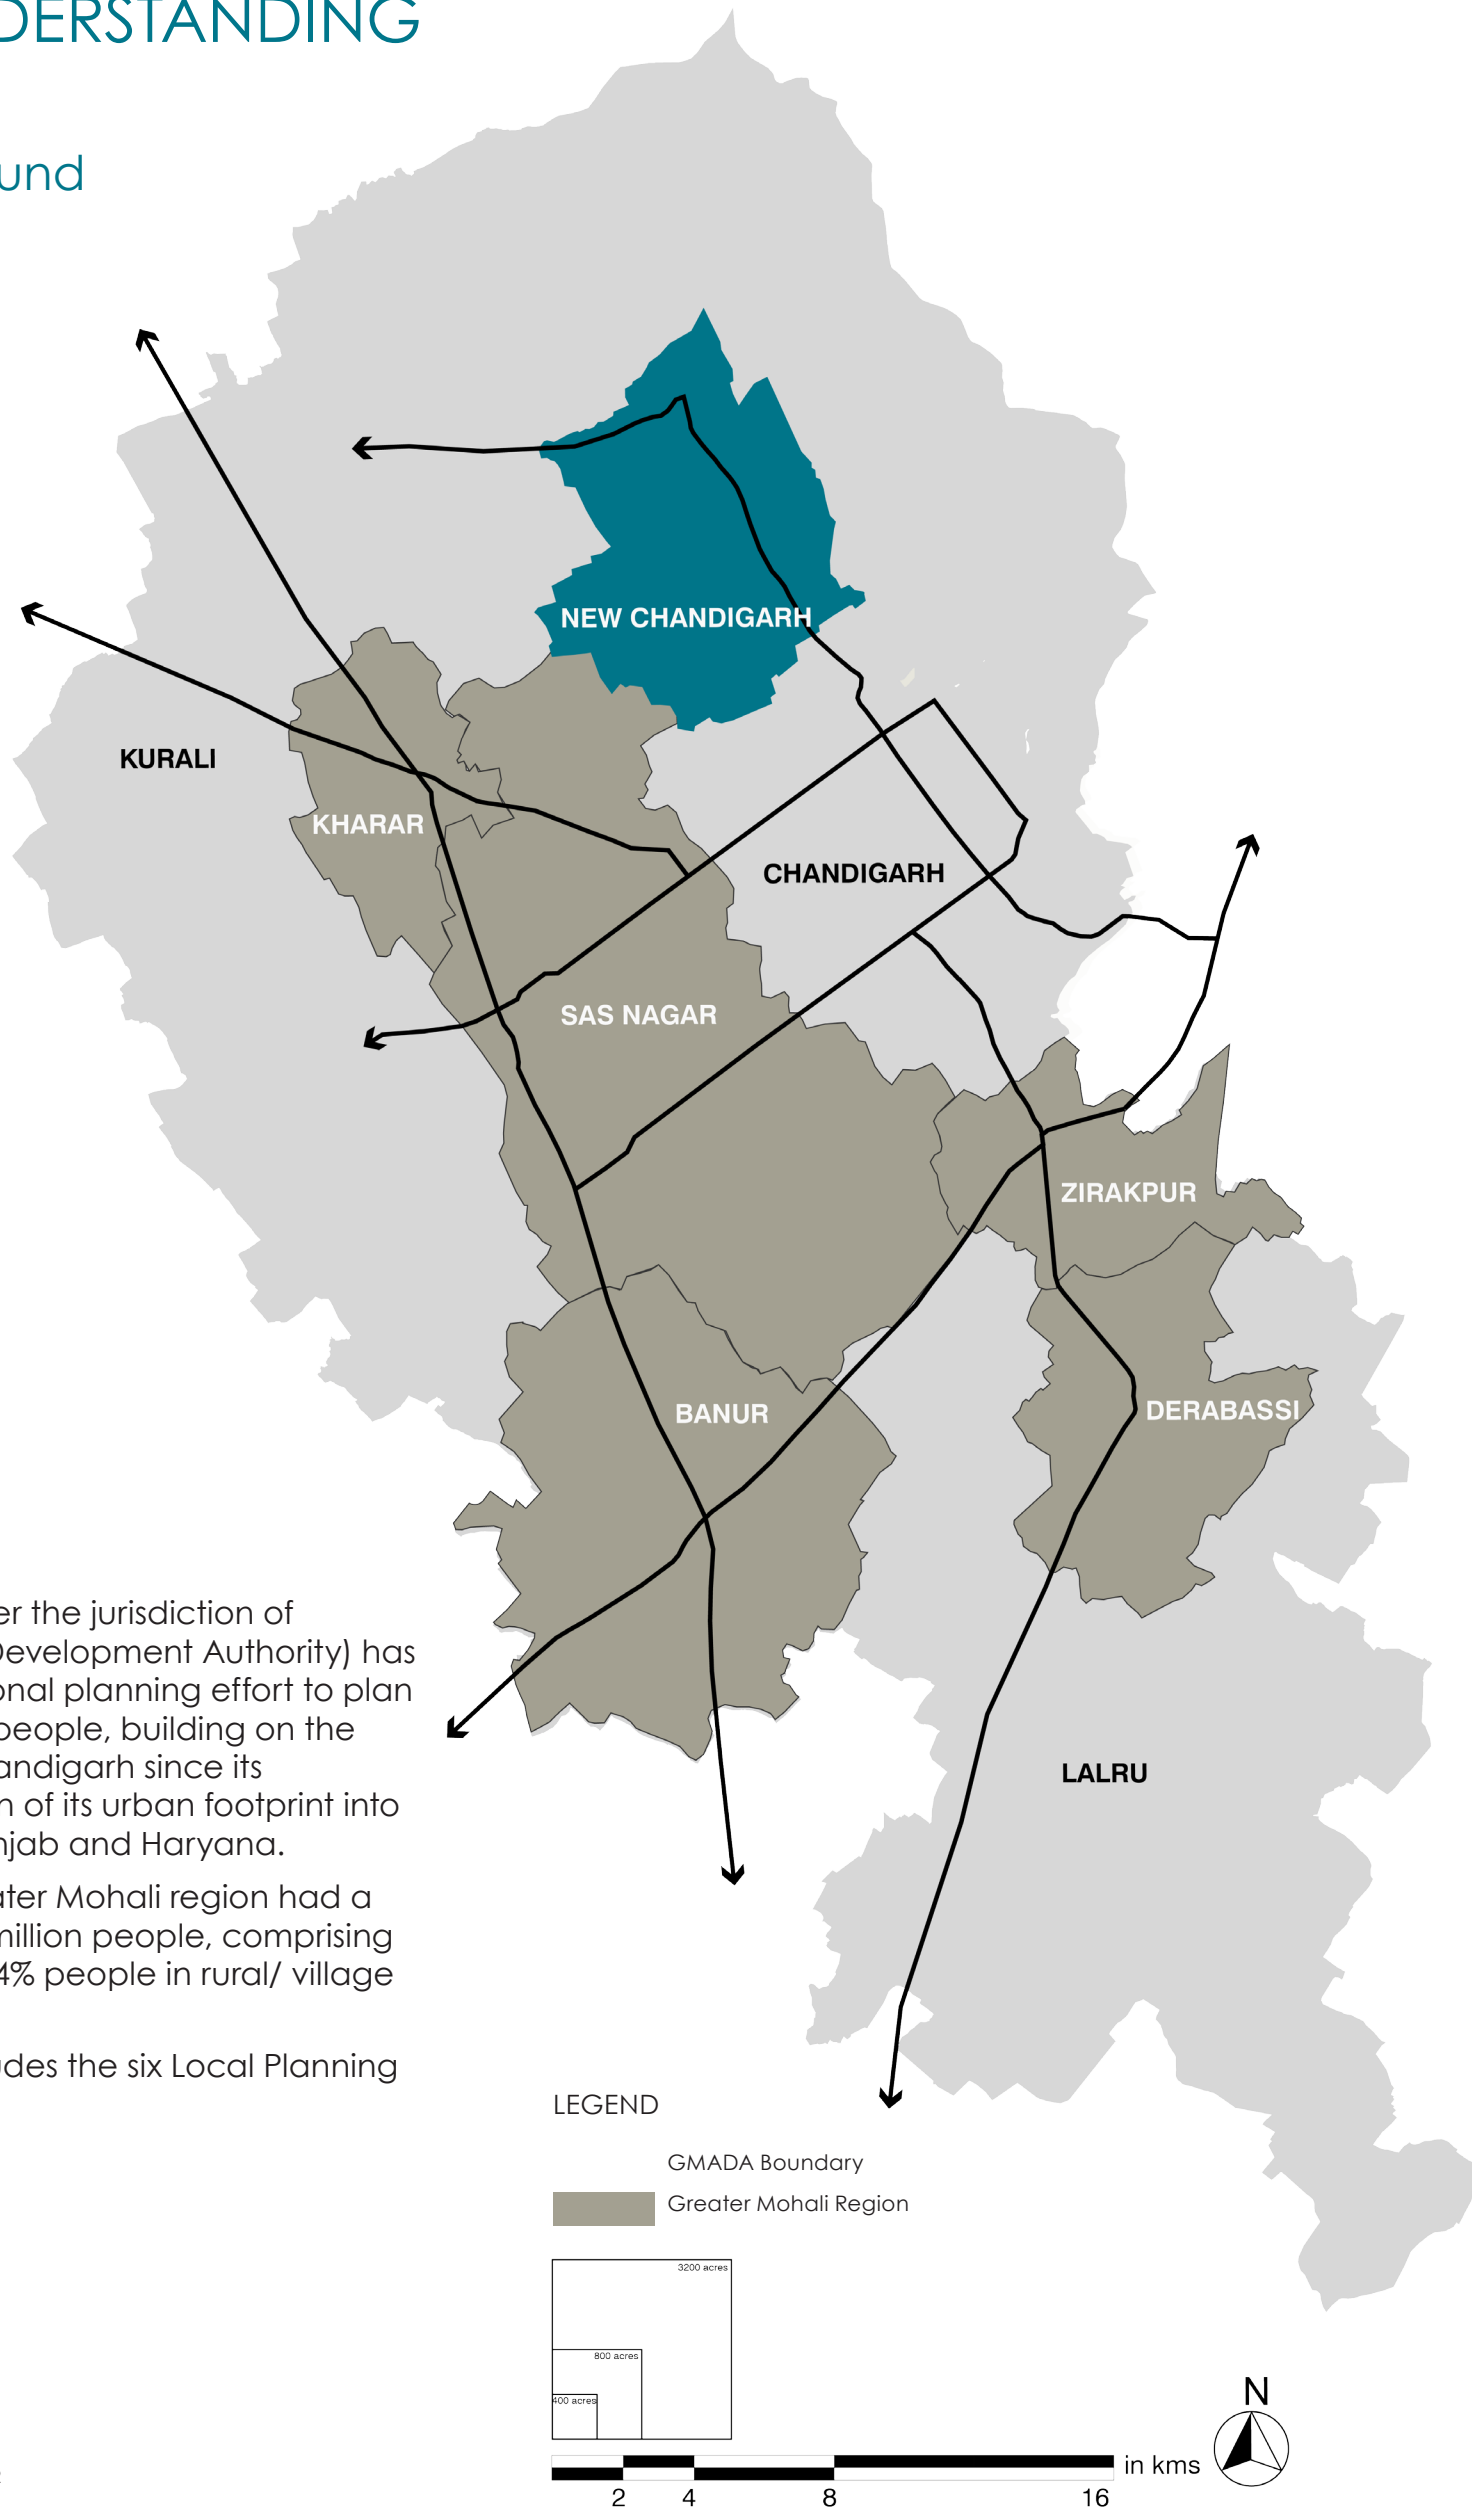 DERSTANDING
und
NEW CHANDIGARH
KURALI
KHARAR
CHANDIGARH
SAS NAGAR
ZIRAKPUR
BANUR
DERABASSI
er the jurisdiction of
Development Authority) has
onal planning effort to plan
people, building on the
andigarh since its
n of its urban footprint into
njab and Haryana.
LALRU
ater Mohali region had a
million people, comprising
4% people in rural/ village
udes the six Local Planning
LEGEND
GMADA Boundary
Greater Mohali Region
3200 acres
800 acres
400 acres
N
in kms
2 4 8 16